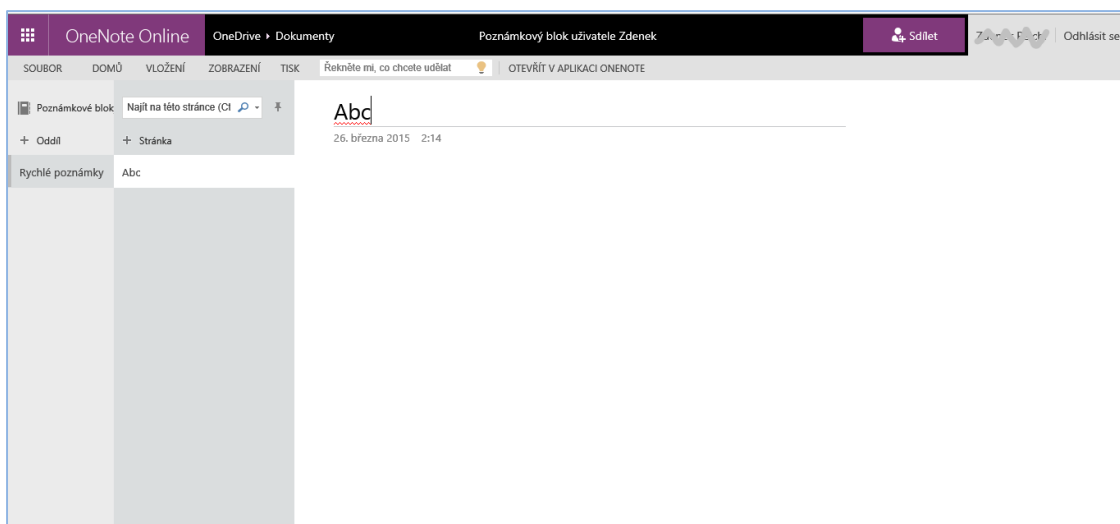 OneNote Online OneDrive ▸ Dokumenty Poznámkový blok uživatele Zdenek Sdílet Odhlásit se
SOUBOR DOMŮ VLOŽENÍ ZOBRAZENÍ TISK Řekněte mi, co chcete udělat OTEVŘÍT V APLIKACI ONENOTE
Poznámkové blok Najít na této stránce (Ct
+ Oddíl + Stránka
Rychlé poznámky Abc
Abc
26. března 2015 2:14